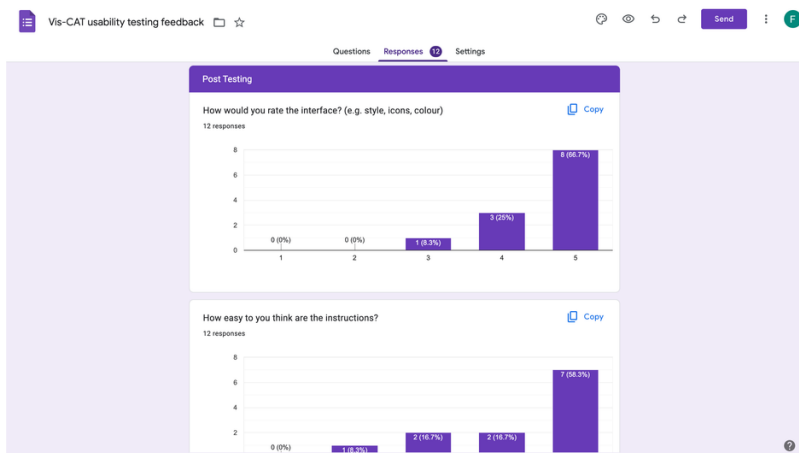 Vis-CAT usability testing feedback
Send
F
Questions Responses 12 Settings
Post Testing
How would you rate the interface? (e.g. style, icons, colour)
Copy
12 responses
8
6
4
2
0
0 (0%) 0 (0%) 1 (8.3%) 3 (25%) 8 (66.7%)
1 2 3 4 5
How easy to you think are the instructions?
Copy
12 responses
8
6
4
2
0 (0%) 1 (8.3%) 2 (16.7%) 2 (16.7%) 7 (58.3%)